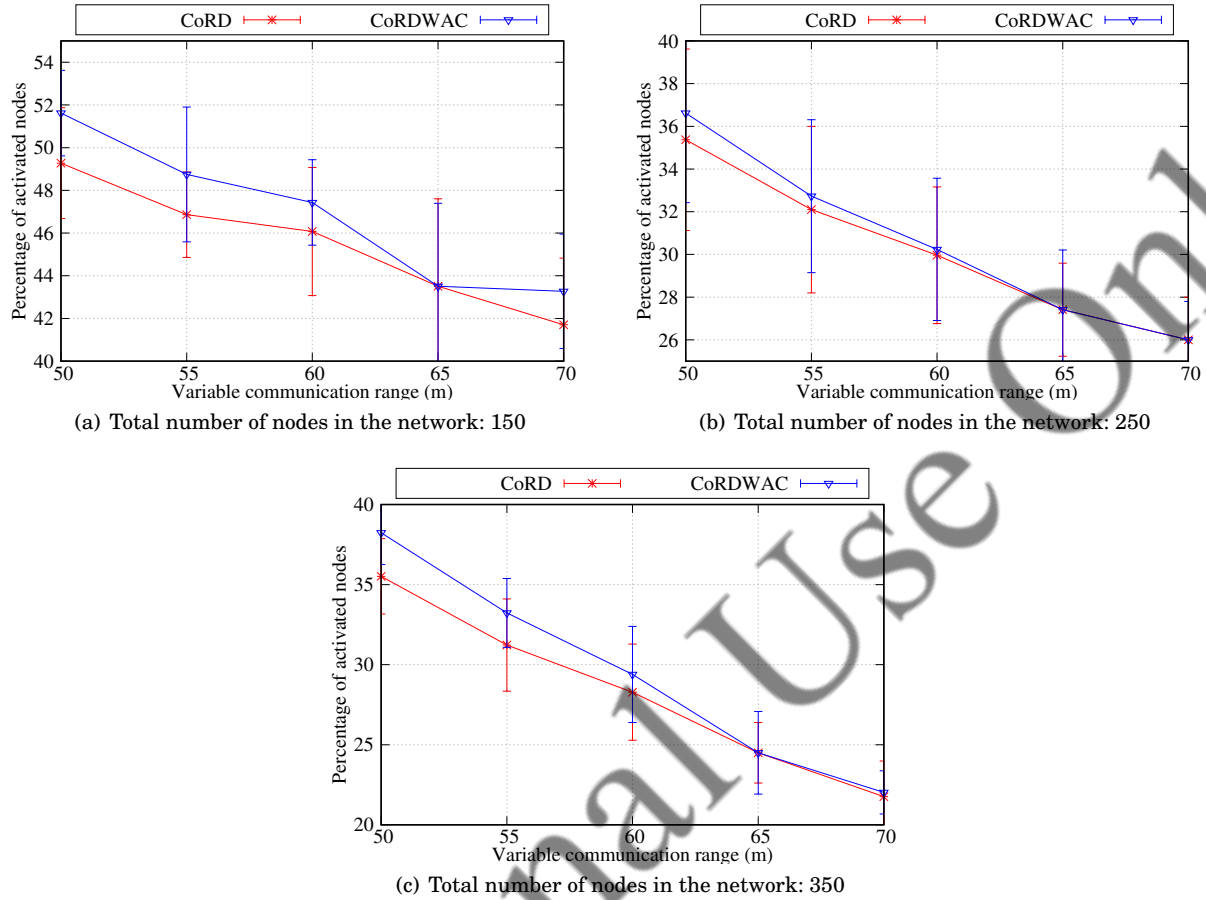 CoRD CoRDWAC
54
52
50
48
46
44
42
40
Percentage of activated nodes
50 55 60 65 70
Variable communication range (m)
(a) Total number of nodes in the network: 150
CoRD CoRDWAC
40
38
36
34
32
30
28
26
Percentage of activated nodes
50 55 60 65 70
Variable communication range (m)
(b) Total number of nodes in the network: 250
CoRD CoRDWAC
40
35
30
25
20
Percentage of activated nodes
50 55 60 65 70
Variable communication range (m)
(c) Total number of nodes in the network: 350
nal Use Onl